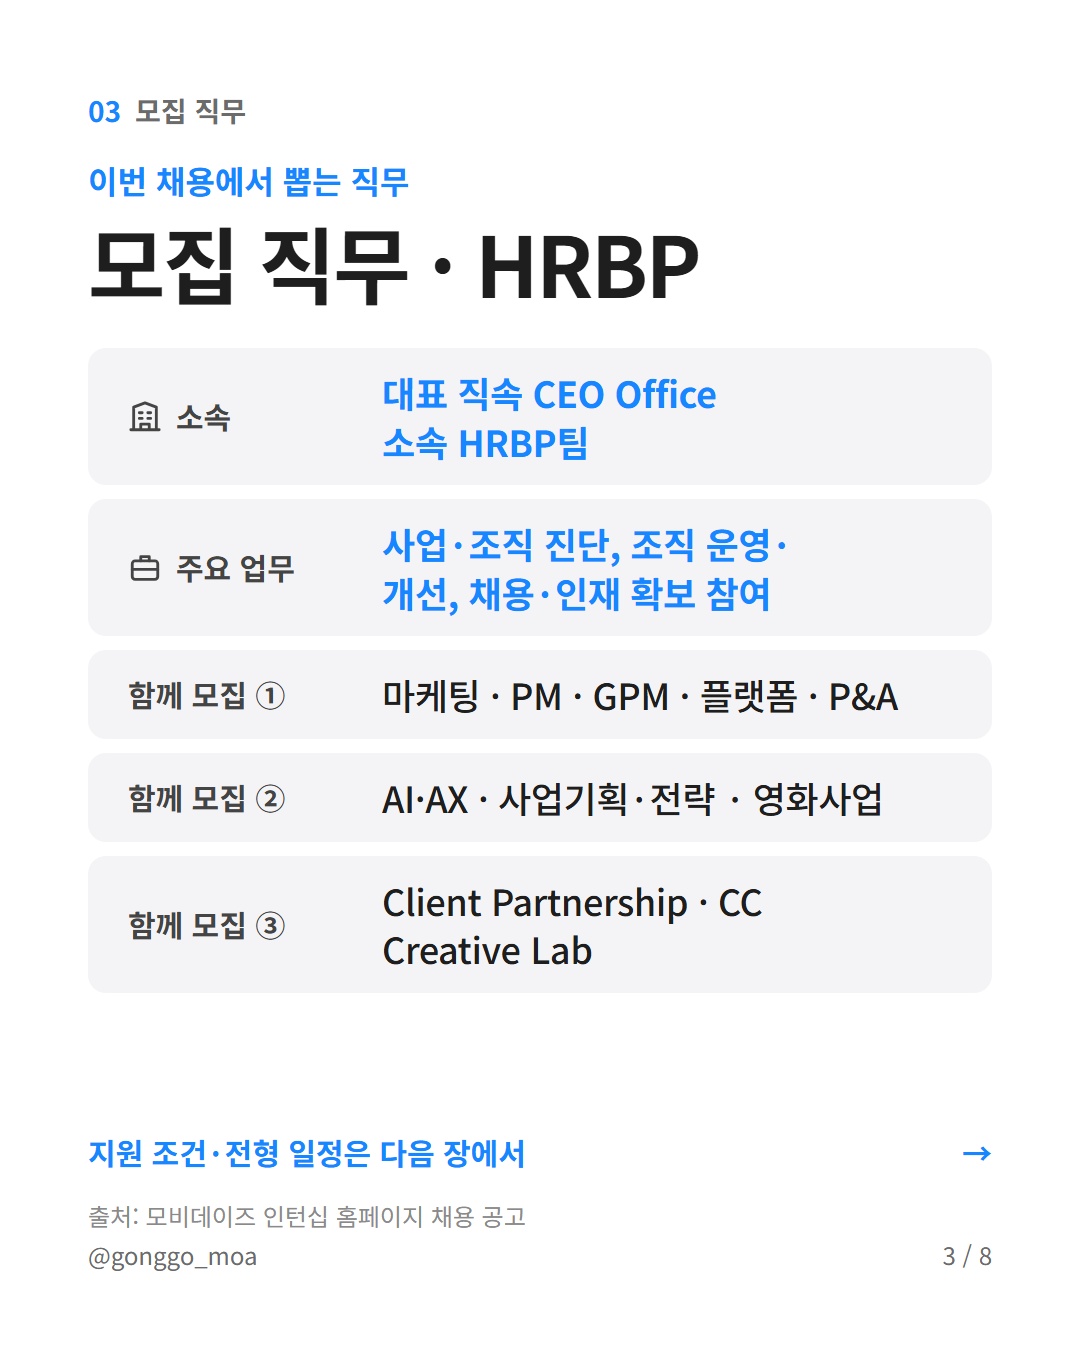 03 모집 직무
이번 채용에서 뽑는 직무
모집 직무 · HRBP
소속
대표 직속 CEO Office
소속 HRBP팀
주요 업무
사업·조직 진단, 조직 운영·
개선, 채용·인재 확보 참여
함께 모집 ①
마케팅 · PM · GPM · 플랫폼 · P&A
함께 모집 ②
AI·AX · 사업기획·전략 · 영화사업
함께 모집 ③
Client Partnership · CC
Creative Lab
지원 조건·전형 일정은 다음 장에서 →
출처: 모비데이즈 인턴십 홈페이지 채용 공고
@gonggo_moa
3 / 8